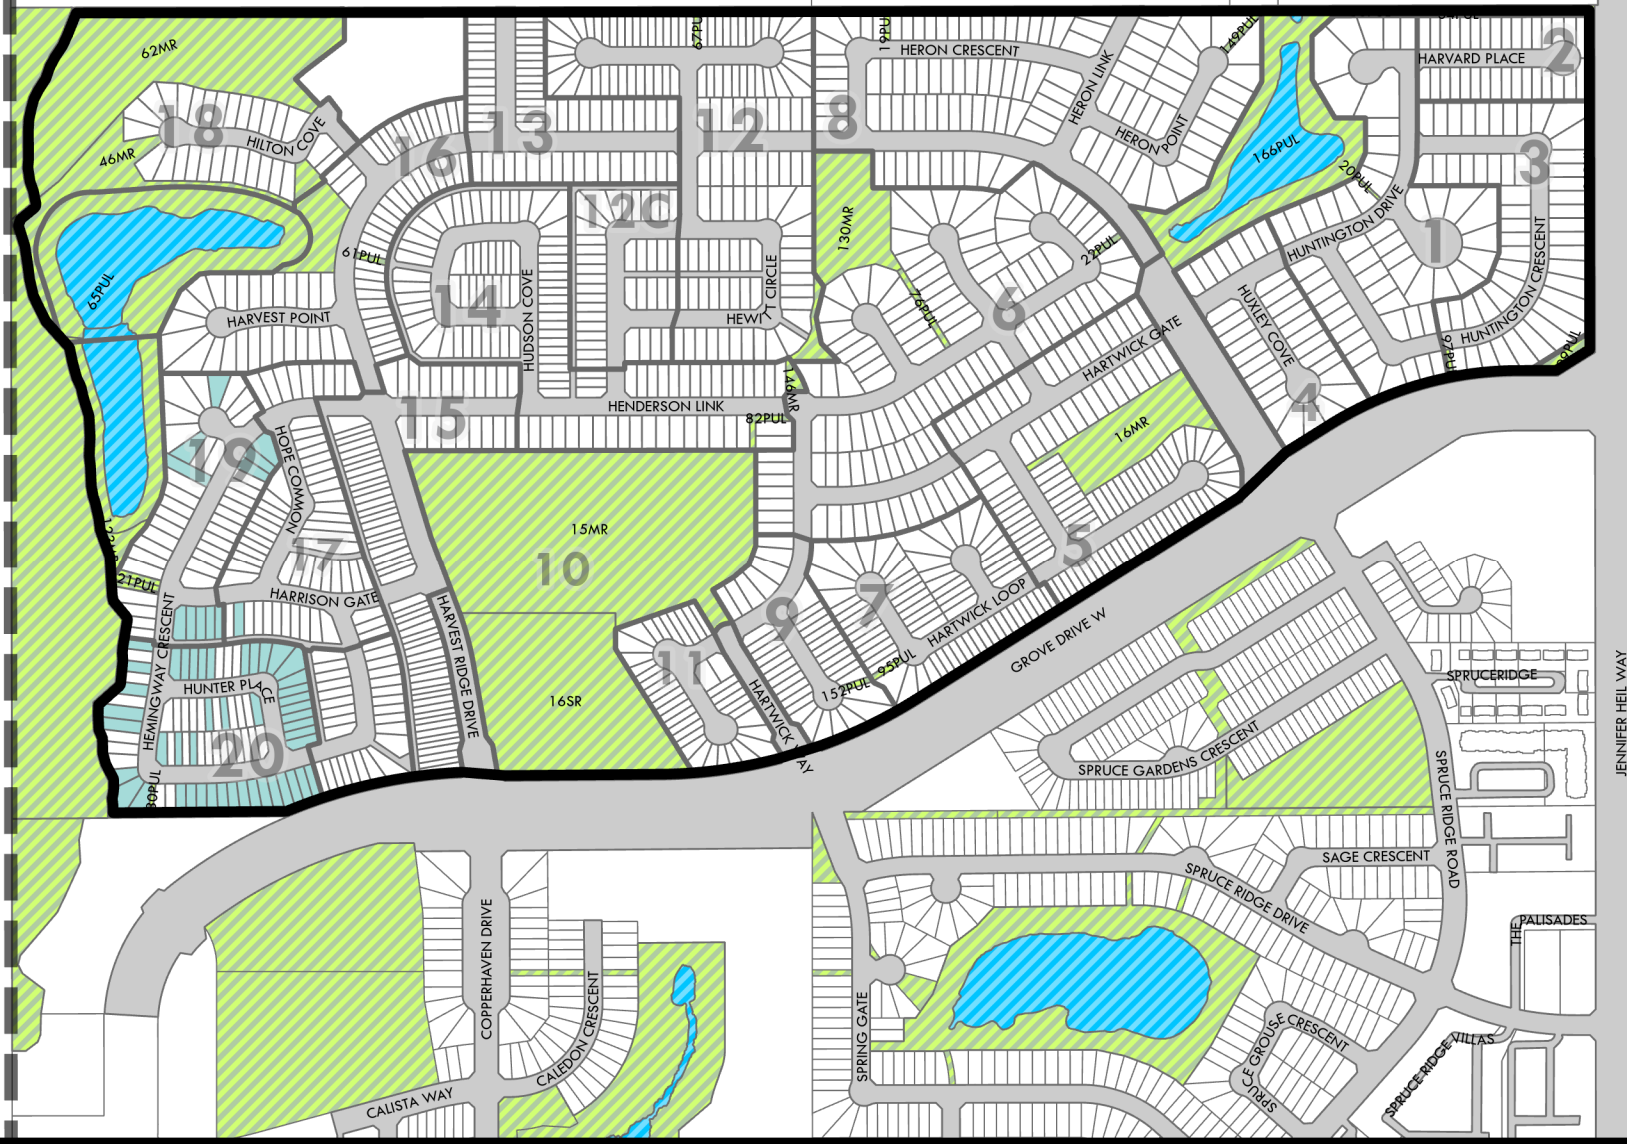 62MR
67PUL
19PUL
HERON CRESCENT
149PUL
HARVARD PLACE
2
18
HILTON COVE
46MR
16
13
12
8
HERON LINK
HERON POINT
166PUL
20PUL
3
12C
130MR
22PUL
HUNTINGTON DRIVE
1
HUNTINGTON CRESCENT
61PUL
65PUL
HARVEST POINT
14
HUDSON COVE
CIRCLE
76PUL
6
HARTWICK GATE
HUXLEY COVE
97PUL
HUNTINGTON CRESCENT
4
146MR
HENDERSON LINK
82PUL
15
16MR
19
HOPE COMMON
17
15MR
10
5
21PUL
HARRISON GATE
HARVEST RIDGE DRIVE
HEMINGWAY CRESCENT
9
7
HARTWICK LOOP
95PUL
152PUL
11
HARTWICK WAY
16SR
HUNTER PLACE
20
30PUL
GROVE DRIVE W
SPRUCERIDGE
JENNIFER HEIL WAY
SPRUCE GARDENS CRESCENT
SPRUCE RIDGE ROAD
SAGE CRESCENT
SPRUCE RIDGE DRIVE
THE PALISADES
COPPERHAVEN DRIVE
CALEDON CRESCENT
CALISTA WAY
SPRING GATE
SPRUCE GROUSE CRESCENT
SPRUCE RIDGE VILLAS